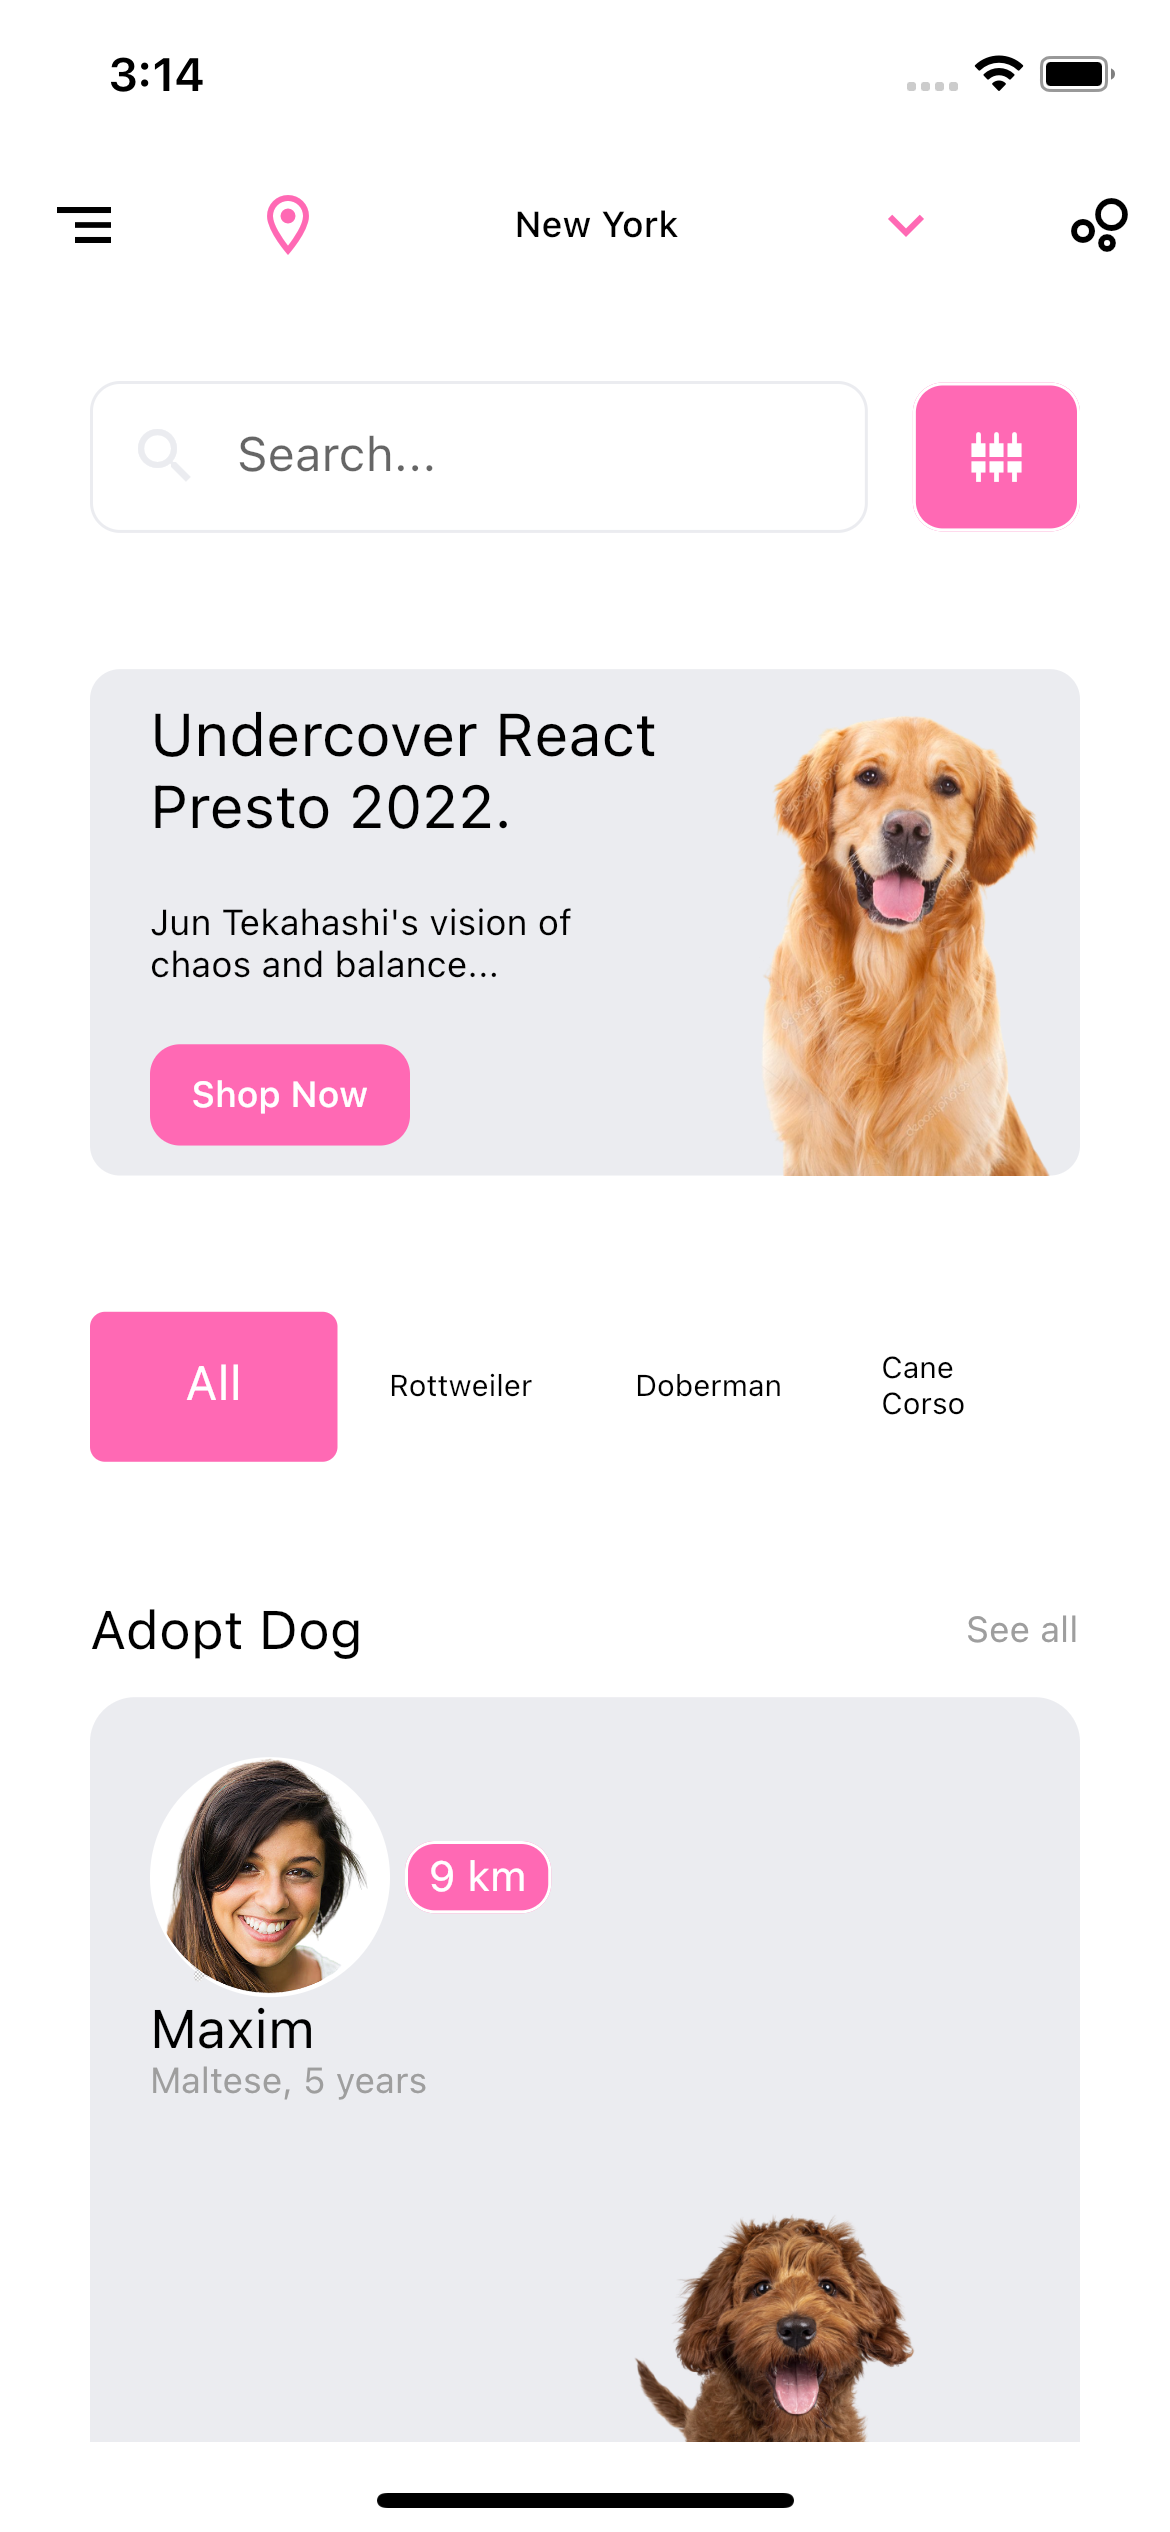 3:14
New York
Search...
Undercover React
Presto 2022.
Jun Tekahashi's vision of
chaos and balance...
Shop Now
All
Rottweiler
Doberman
Cane
Corso
Adopt Dog
See all
9 km
Maxim
Maltese, 5 years